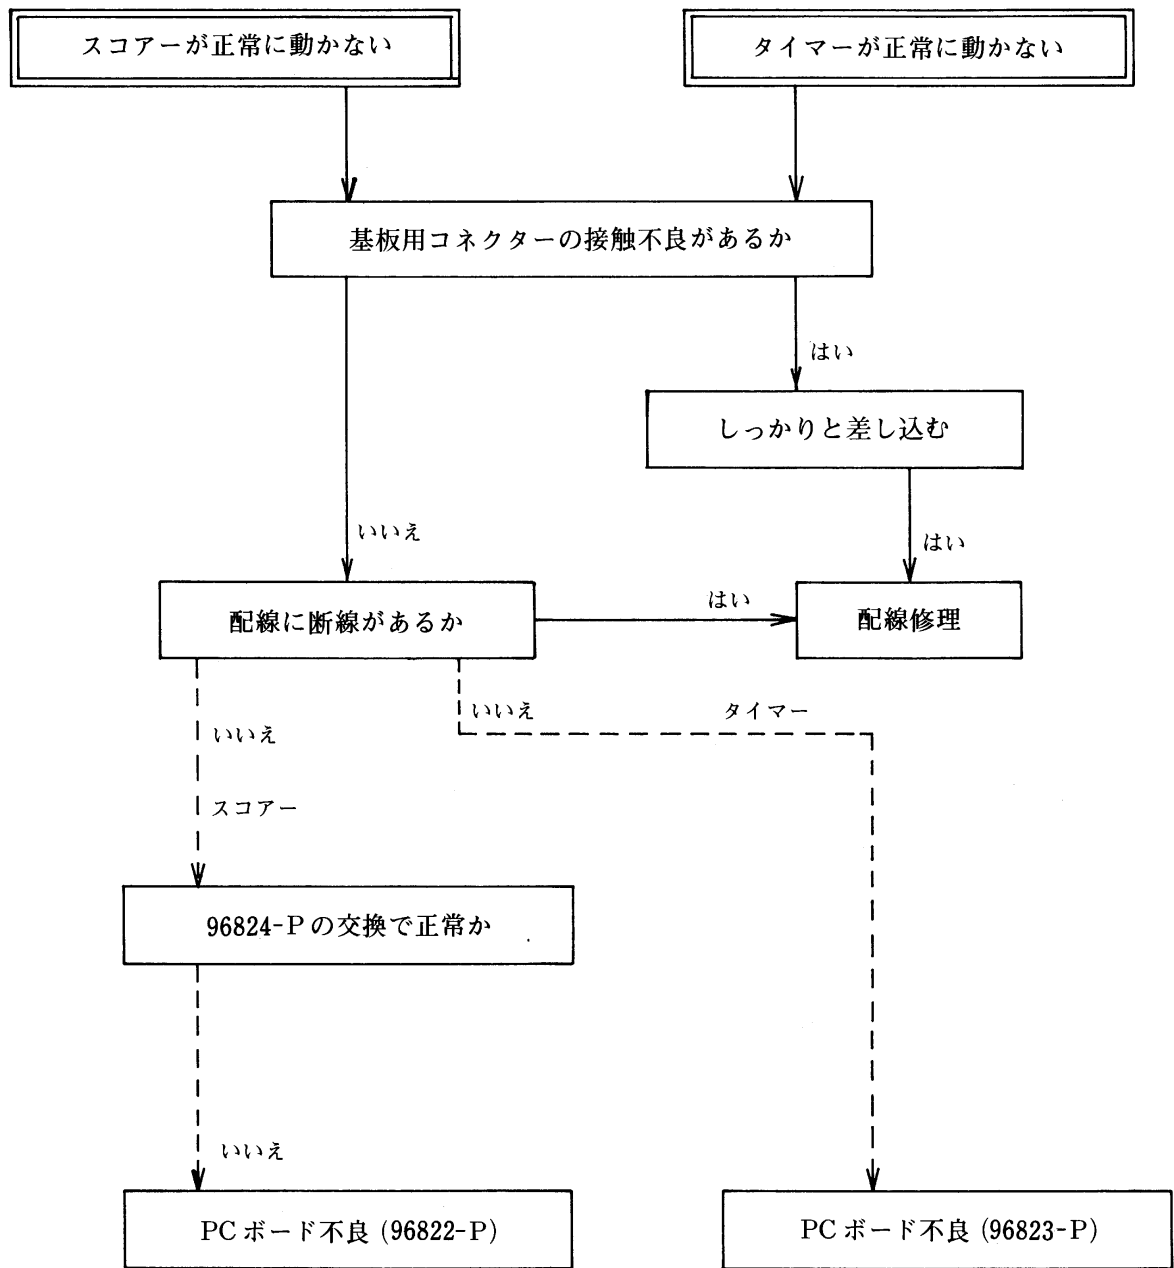 スコアーが正常に動かない
タイマーが正常に動かない
基板用コネクターの接触不良があるか
はい
しっかりと差し込む
いいえ
はい
配線に断線があるか
はい
配線修理
いいえ
タイマー
いいえ
スコアー
96824-Pの交換で正常か
いいえ
PCボード不良(96822-P)
PCボード不良(96823-P)